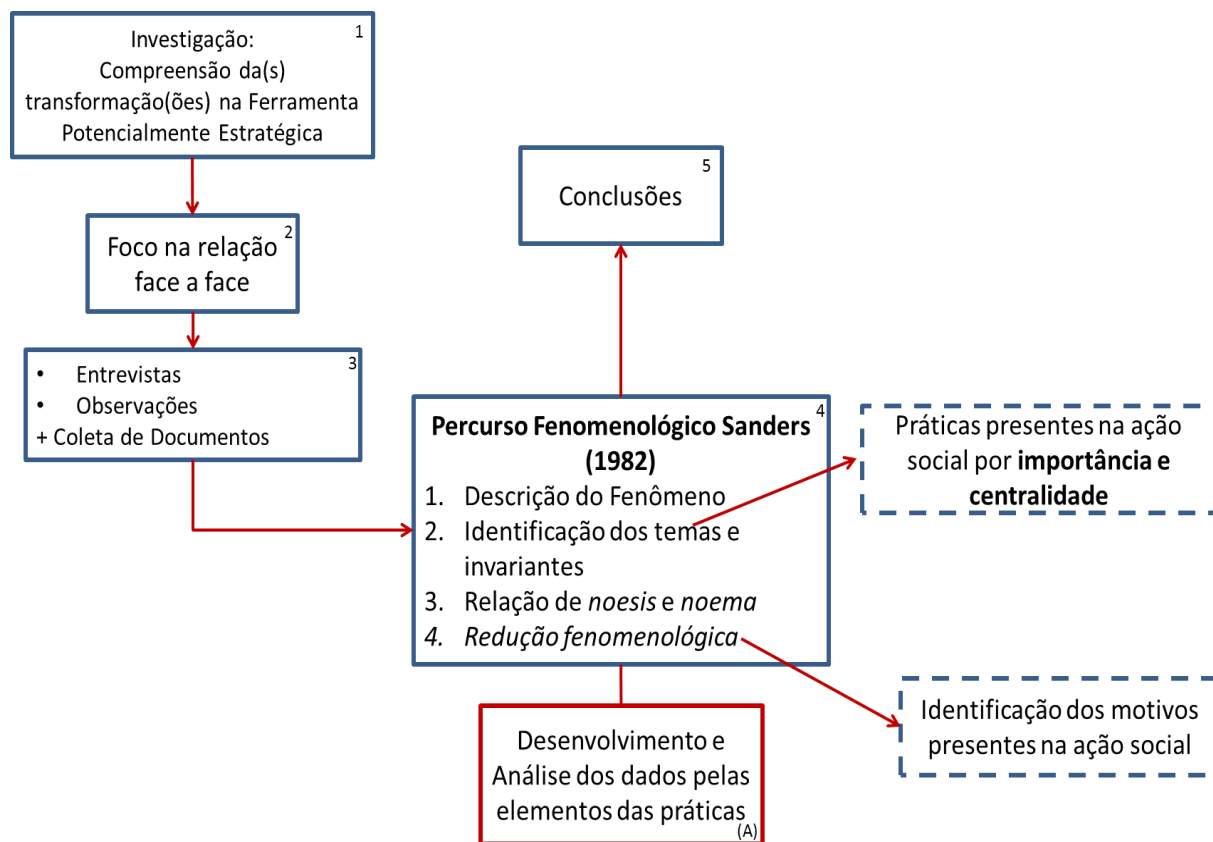 1
Investigação:
Compreensão da(s)
transformação(ões) na Ferramenta
Potencialmente Estratégica
2
Foco na relação
face a face
3
• Entrevistas
• Observações
+ Coleta de Documentos
5
Conclusões
4
Percurso Fenomenológico Sanders
(1982)
1. Descrição do Fenômeno
2. Identificação dos temas e
invariantes
3. Relação de noesis e noema
4. Redução fenomenológica
Práticas presentes na ação
social por importância e
centralidade
Identificação dos motivos
presentes na ação social
Desenvolvimento e
Análise dos dados pelas
elementos das práticas
(A)